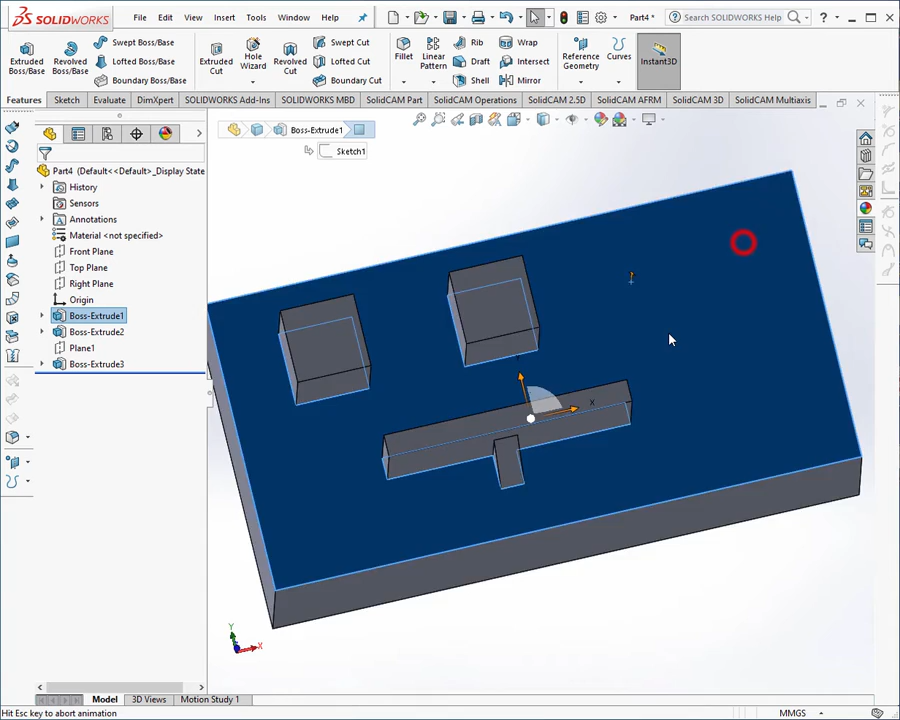 SOLIDWORKS File Edit View Insert Tools Window Help Part4 * Search SOLIDWORKS Help ?
Extruded Boss/Base Revolved Boss/Base Swept Boss/Base Lofted Boss/Base Boundary Boss/Base Extruded Cut Hole Wizard Revolved Cut Swept Cut Lofted Cut Boundary Cut Fillet Linear Pattern Rib Draft Shell Wrap Intersect Mirror Reference Geometry Curves Instant3D
Features Sketch Evaluate DimXpert SOLIDWORKS Add-Ins SOLIDWORKS MBD SolidCAM Part SolidCAM Operations SolidCAM 2.5D SolidCAM AFRM SolidCAM 3D SolidCAM Multiaxis
Boss-Extrude1
Sketch1
Part4 (Default<<Default>_Display State
History
Sensors
Annotations
Material <not specified>
Front Plane
Top Plane
Right Plane
Origin
Boss-Extrude1
Boss-Extrude2
Plane1
Boss-Extrude3
X
Y
X
Model 3D Views Motion Study 1
Hit Esc key to abort animation MMGS